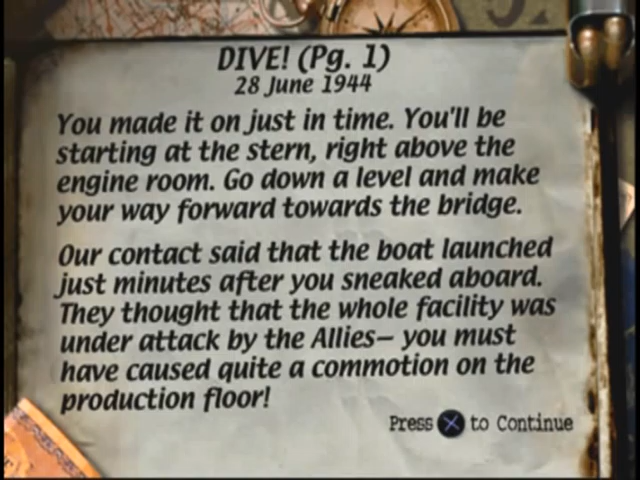 DIVE! (Pg. 1)
28 June 1944
You made it on just in time. You'll be
starting at the stern, right above the
engine room. Go down a level and make
your way forward towards the bridge.
Our contact said that the boat launched
just minutes after you sneaked aboard.
They thought that the whole facility was
under attack by the Allies— you must
have caused quite a commotion on the
production floor!
Press X to Continue